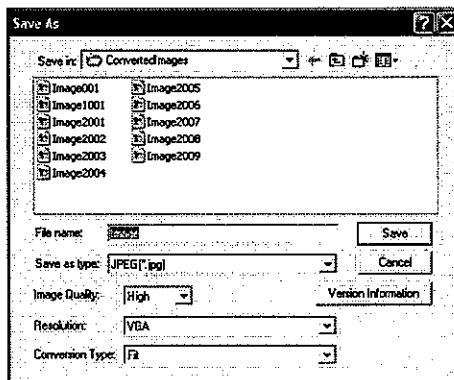 Save As
Save in: ConvertedImages
Image001
Image1001
Image2001
Image2002
Image2003
Image2004
Image2005
Image2006
Image2007
Image2008
Image2009
File name:
Save
Save as type: JPEG(*.jpg)
Cancel
Image Quality: High
Version Information
Resolution: VGA
Conversion Type: Fit